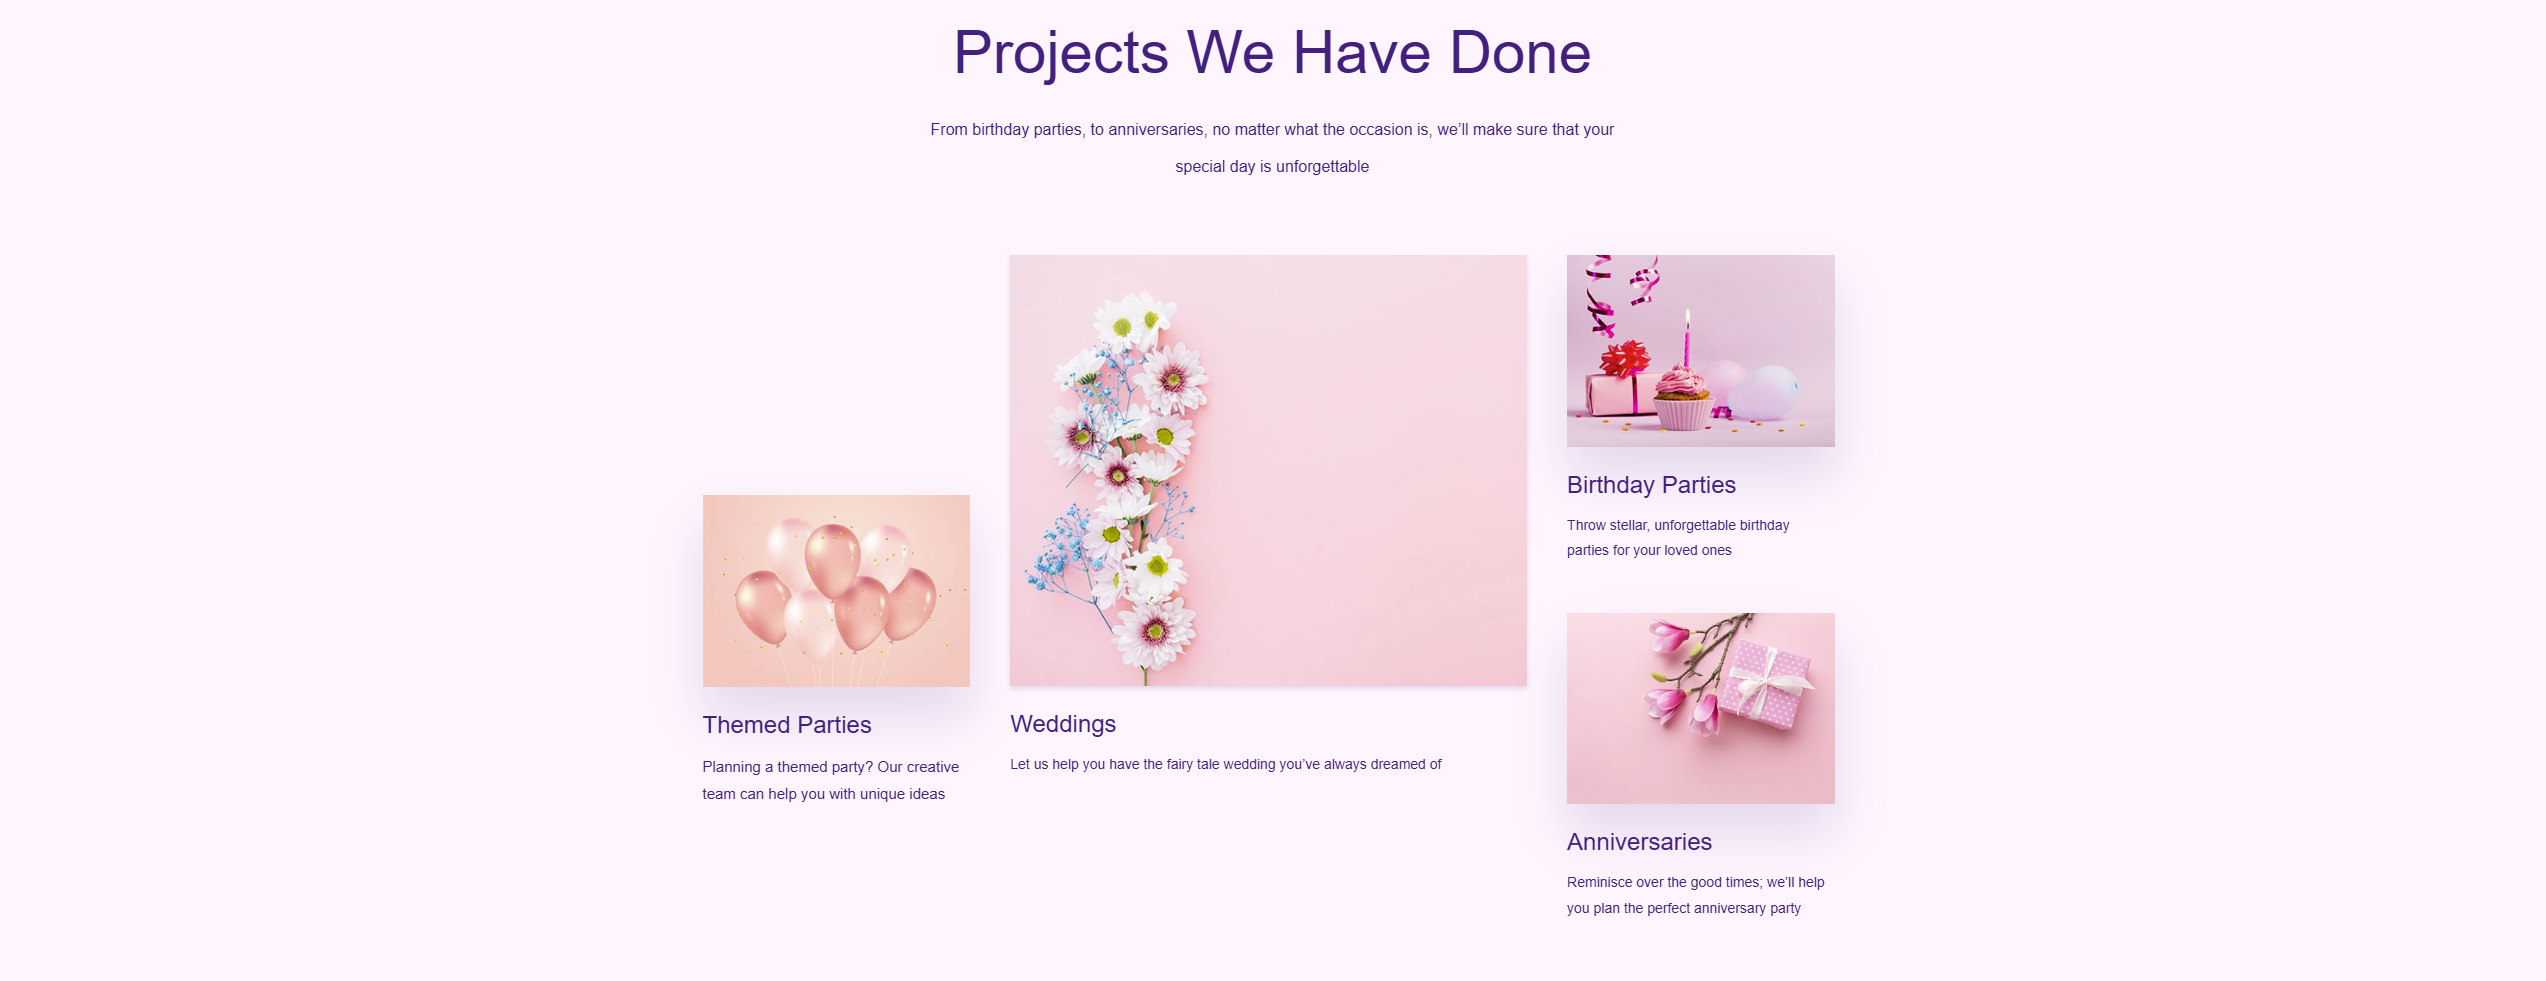 Projects We Have Done
From birthday parties, to anniversaries, no matter what the occasion is, we’ll make sure that your
special day is unforgettable
Themed Parties
Planning a themed party? Our creative
team can help you with unique ideas
Weddings
Let us help you have the fairy tale wedding you’ve always dreamed of
Birthday Parties
Throw stellar, unforgettable birthday
parties for your loved ones
Anniversaries
Reminisce over the good times; we’ll help
you plan the perfect anniversary party